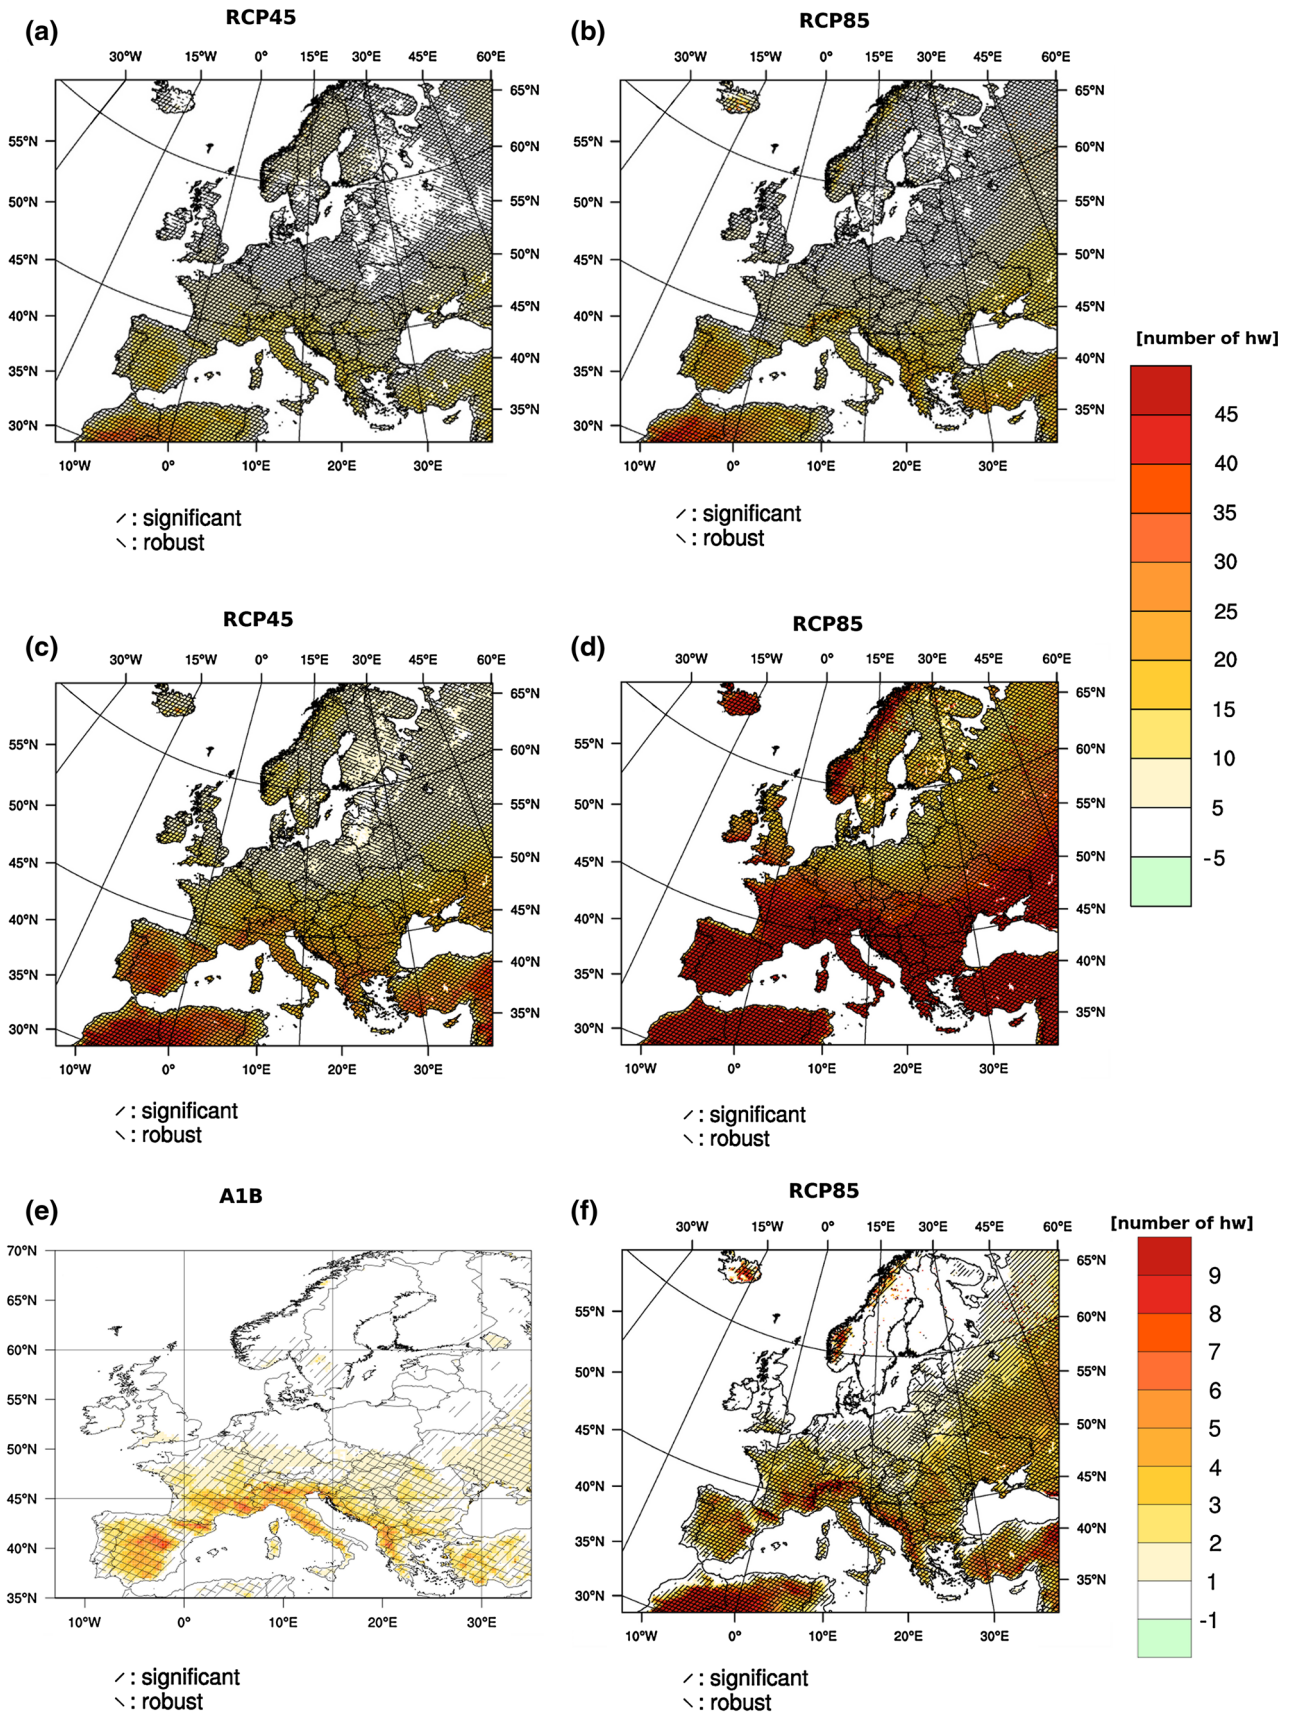 (a) RCP45
30°W 15°W 0° 15°E 30°E 45°E 60°E
55°N
50°N
45°N
40°N
35°N
30°N
65°N
60°N
55°N
50°N
45°N
40°N
35°N
10°W 0° 10°E 20°E 30°E
: significant
: robust
(b) RCP85
30°W 15°W 0° 15°E 30°E 45°E 60°E
55°N
50°N
45°N
40°N
35°N
30°N
65°N
60°N
55°N
50°N
45°N
40°N
35°N
10°W 0° 10°E 20°E 30°E
: significant
: robust
[number of hw]
45
40
35
30
25
20
15
10
5
-5
(c) RCP45
30°W 15°W 0° 15°E 30°E 45°E 60°E
55°N
50°N
45°N
40°N
35°N
30°N
65°N
60°N
55°N
50°N
45°N
40°N
35°N
10°W 0° 10°E 20°E 30°E
: significant
: robust
(d) RCP85
30°W 15°W 0° 15°E 30°E 45°E 60°E
55°N
50°N
45°N
40°N
35°N
30°N
65°N
60°N
55°N
50°N
45°N
40°N
35°N
10°W 0° 10°E 20°E 30°E
: significant
: robust
(e) A1B
70°N
65°N
60°N
55°N
50°N
45°N
40°N
35°N
10°W 0° 10°E 20°E 30°E
: significant
: robust
(f) RCP85
30°W 15°W 0° 15°E 30°E 45°E 60°E
55°N
50°N
45°N
40°N
35°N
30°N
65°N
60°N
55°N
50°N
45°N
40°N
35°N
10°W 0° 10°E 20°E 30°E
: significant
: robust
[number of hw]
9
8
7
6
5
4
3
2
1
-1